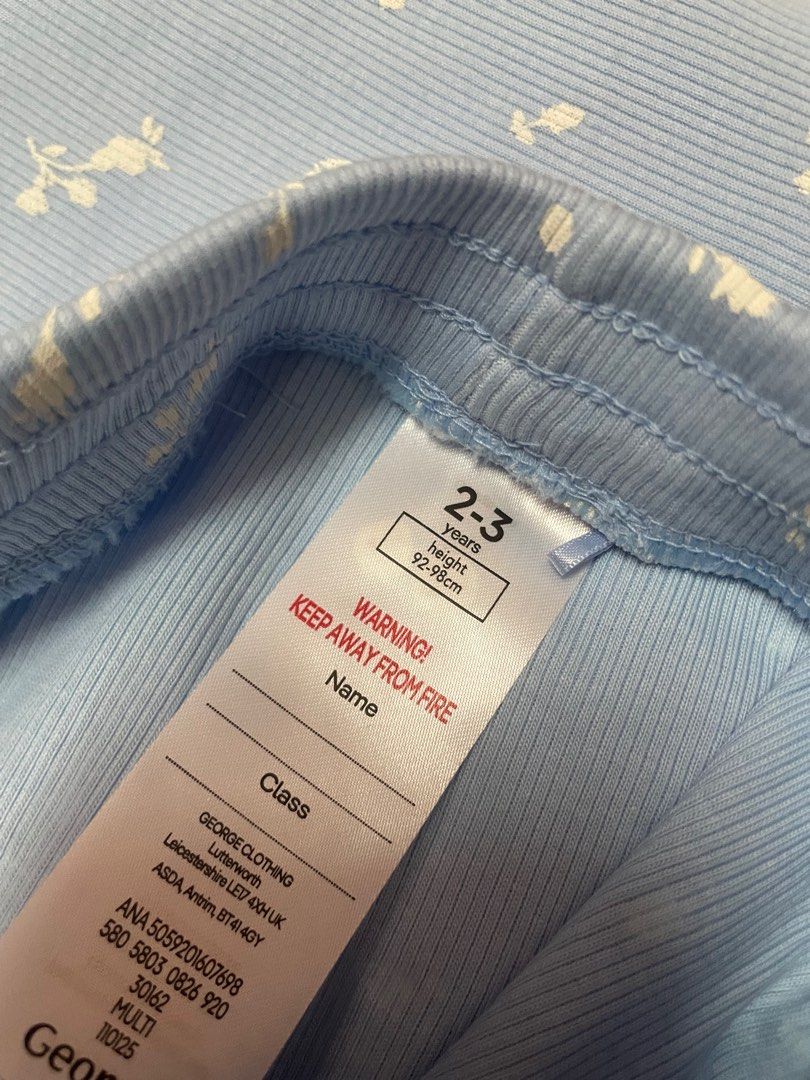 2-3
years
height
92-98cm
WARNING!
KEEP AWAY FROM FIRE
Name
Class
GEORGE CLOTHING
Lutterworth
Leicestershire LE17 4XH UK
ASDA, Antrim, BT41 4GY
ANA 5059201607698
580 5803 0826 920
30162
MULTI
110125